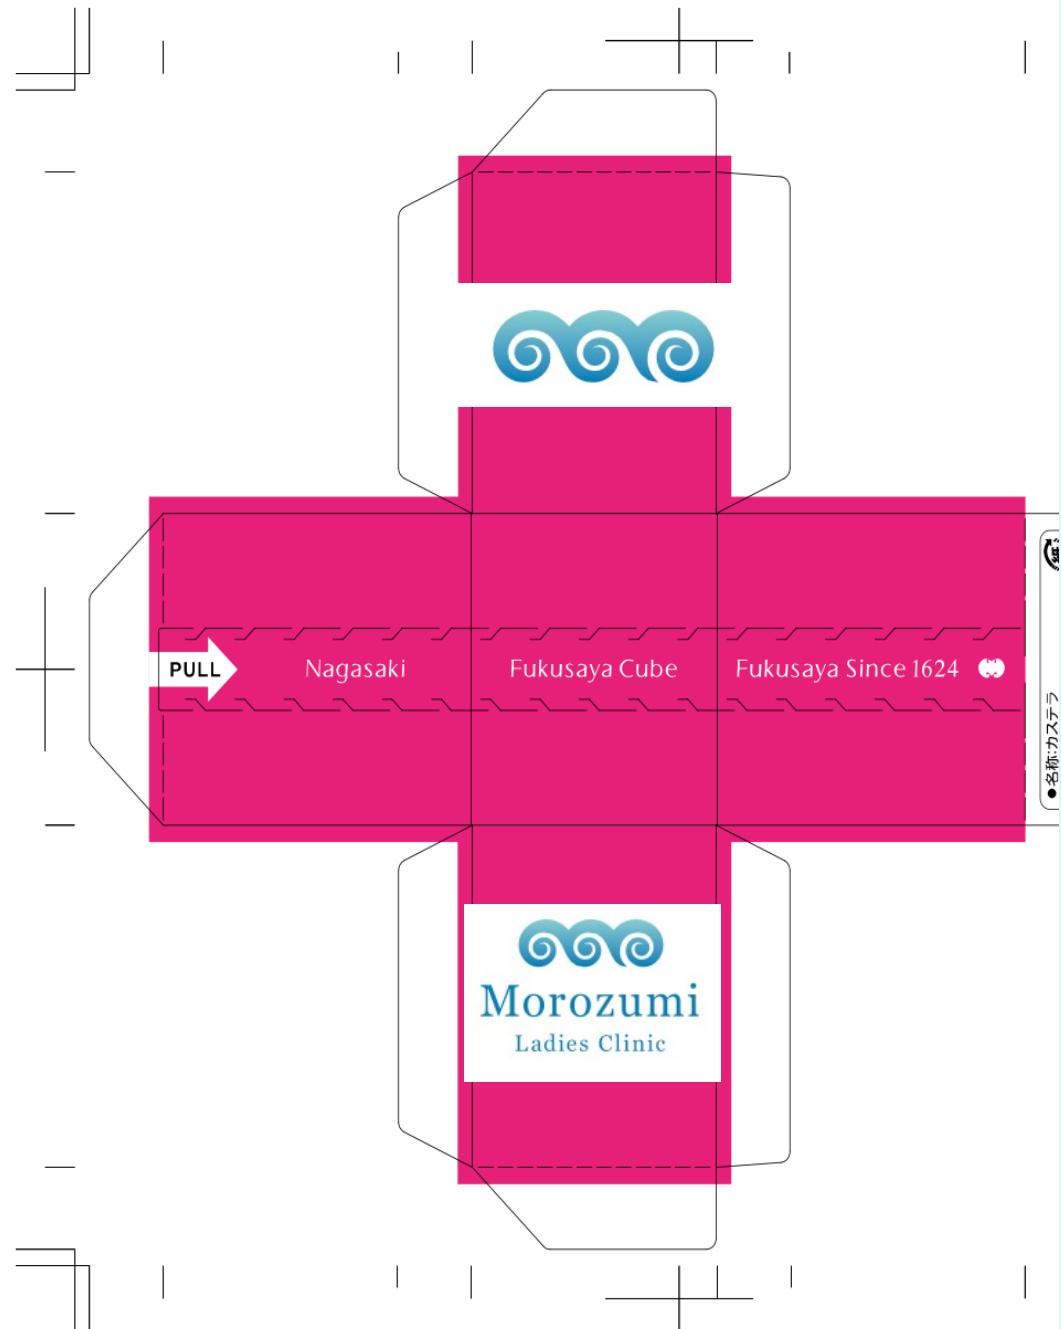 PULL
Nagasaki
Fukusaya Cube
Fukusaya Since 1624
●名称:カステラ
Morozumi
Ladies Clinic